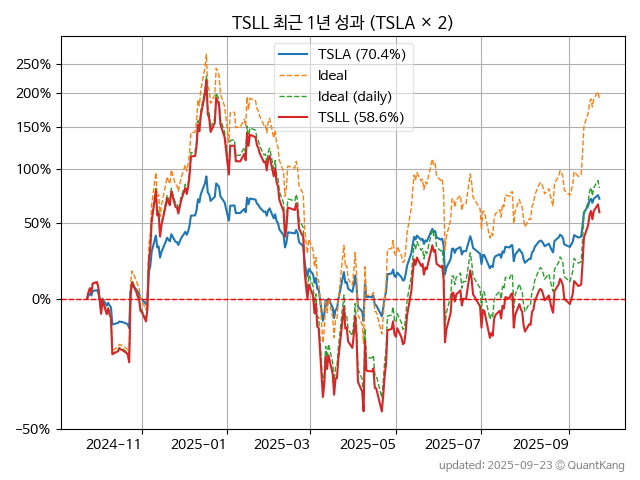 TSLL 최근 1년 성과 (TSLA × 2)
TSLA (70.4%)
Ideal
Ideal (daily)
TSLL (58.6%)
250%
200%
150%
100%
50%
0%
−50%
2024-11 2025-01 2025-03 2025-05 2025-07 2025-09
updated: 2025-09-23 © QuantKang